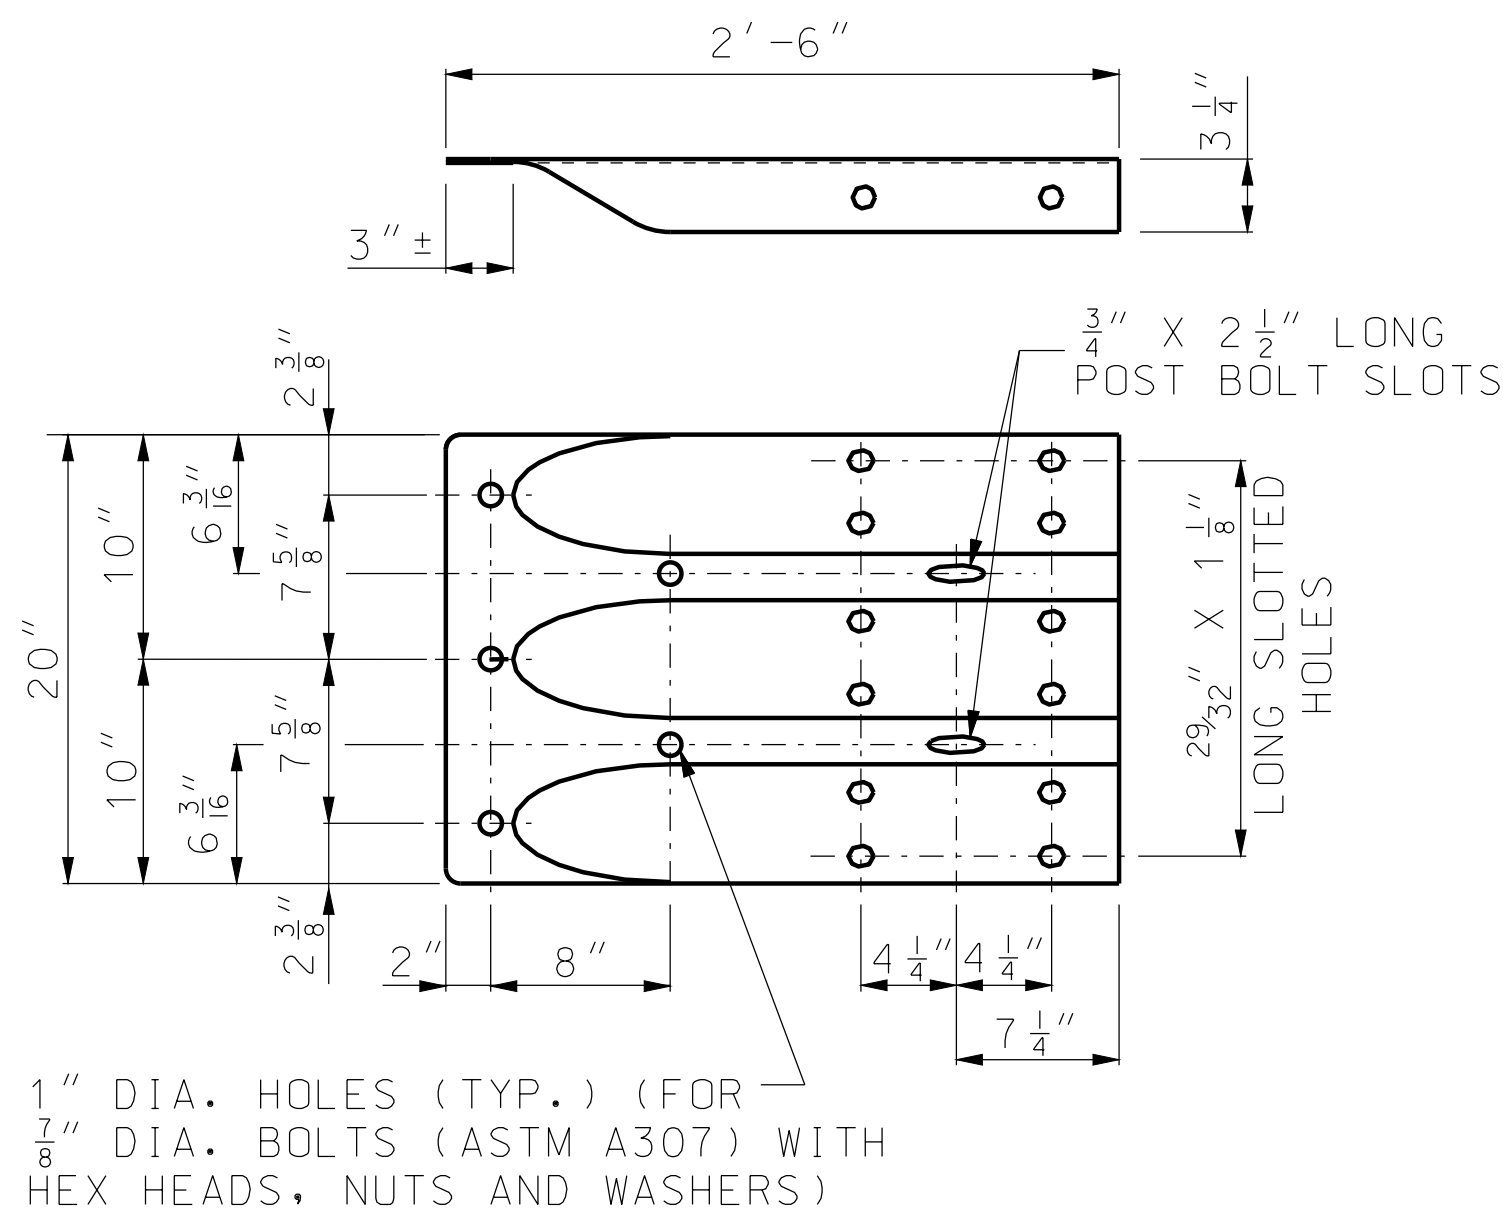 2'-6"
3 1/4"
3"±
3/4" X 2 1/2" LONG
POST BOLT SLOTS
2 3/8"
6 3/16"
10"
7 5/8"
20"
10"
7 5/8"
6 3/16"
2 3/8"
29/32" X 1 1/8"
LONG SLOTTED
HOLES
2"
8"
4 1/4"
4 1/4"
7 1/4"
1" DIA. HOLES (TYP.) (FOR
7/8" DIA. BOLTS (ASTM A307) WITH
HEX HEADS, NUTS AND WASHERS)